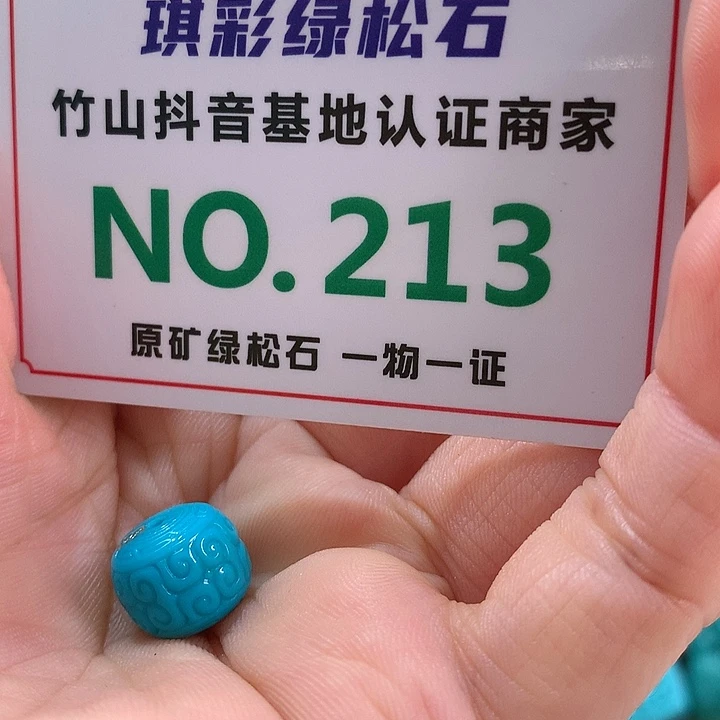 琪彩绿松石
竹山抖音基地认证商家
NO.213
原矿绿松石 一物一证